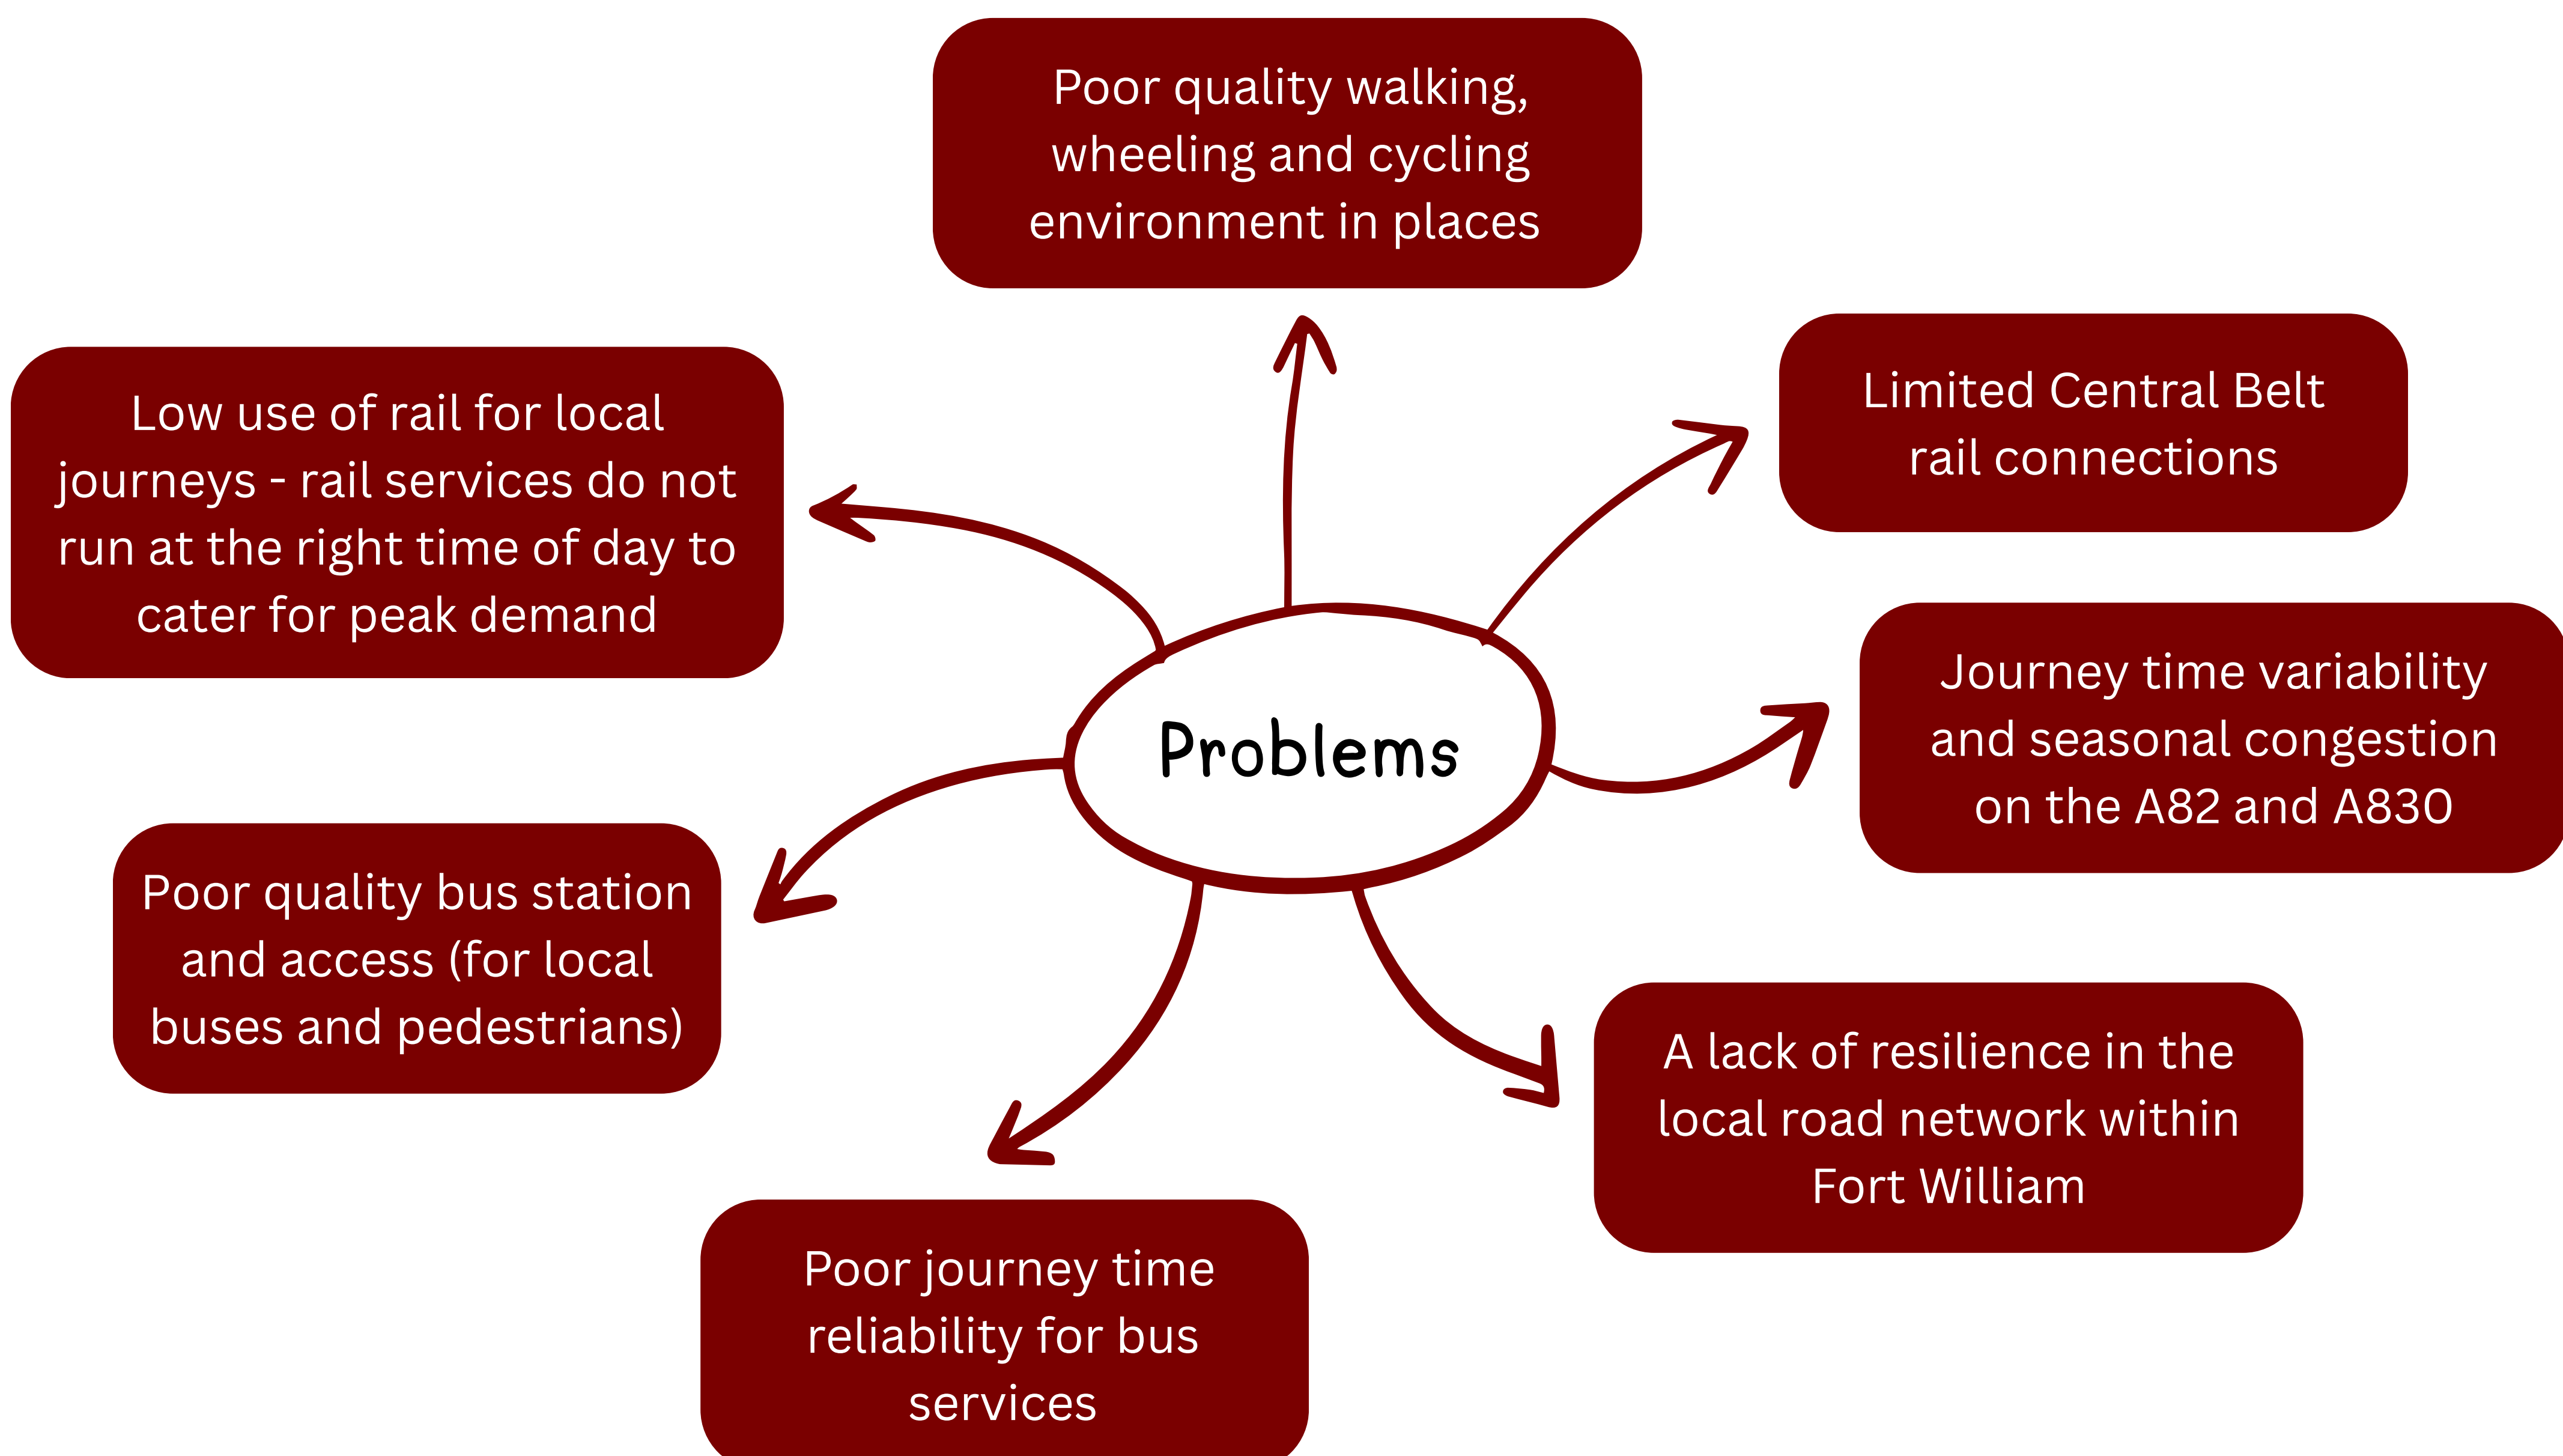 Poor quality walking,
wheeling and cycling
environment in places
Limited Central Belt
rail connections
Low use of rail for local
journeys - rail services do not
run at the right time of day to
cater for peak demand
Journey time variability
and seasonal congestion
on the A82 and A830
Problems
Poor quality bus station
and access (for local
buses and pedestrians)
A lack of resilience in the
local road network within
Fort William
Poor journey time
reliability for bus
services